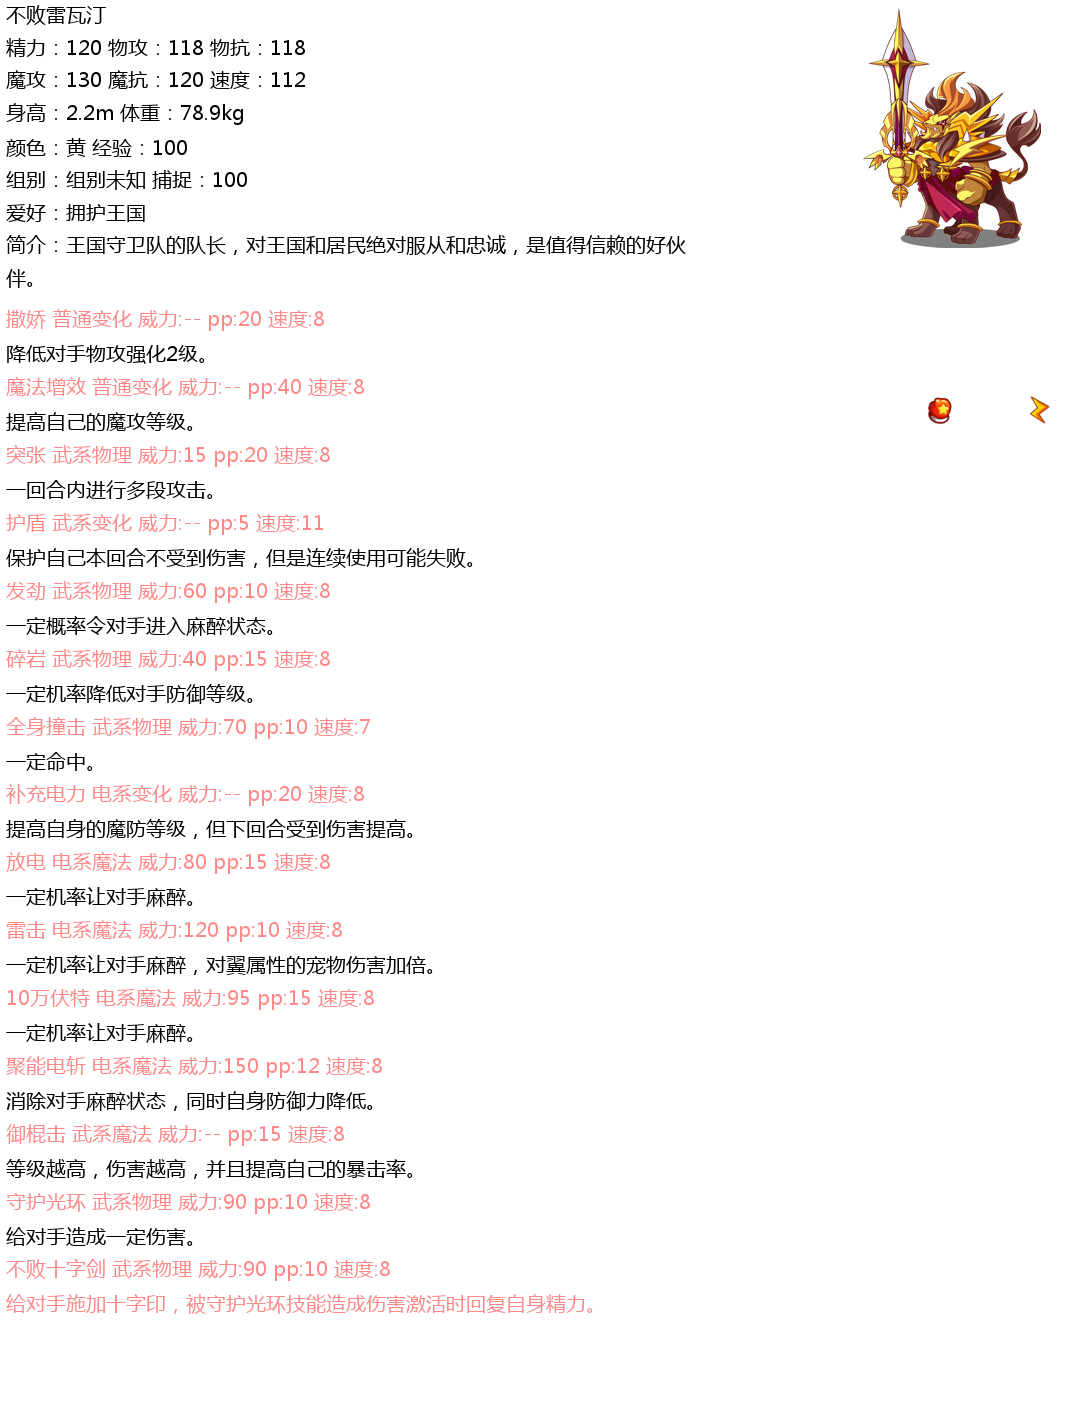 不败雷瓦汀
精力：120 物攻：118 物抗：118
魔攻：130 魔抗：120 速度：112
身高：2.2m 体重：78.9kg
颜色：黄 经验：100
组别：组别未知 捕捉：100
爱好：拥护王国
简介：王国守卫队的队长，对王国和居民绝对服从和忠诚，是值得信赖的好伙
伴。
撒娇 普通变化 威力:-- pp:20 速度:8
降低对手物攻强化2级。
魔法增效 普通变化 威力:-- pp:40 速度:8
提高自己的魔攻等级。
突张 武系物理 威力:15 pp:20 速度:8
一回合内进行多段攻击。
护盾 武系变化 威力:-- pp:5 速度:11
保护自己本回合不受到伤害，但是连续使用可能失败。
发劲 武系物理 威力:60 pp:10 速度:8
一定概率令对手进入麻醉状态。
碎岩 武系物理 威力:40 pp:15 速度:8
一定机率降低对手防御等级。
全身撞击 武系物理 威力:70 pp:10 速度:7
一定命中。
补充电力 电系变化 威力:-- pp:20 速度:8
提高自身的魔防等级，但下回合受到伤害提高。
放电 电系魔法 威力:80 pp:15 速度:8
一定机率让对手麻醉。
雷击 电系魔法 威力:120 pp:10 速度:8
一定机率让对手麻醉，对翼属性的宠物伤害加倍。
10万伏特 电系魔法 威力:95 pp:15 速度:8
一定机率让对手麻醉。
聚能电斩 电系魔法 威力:150 pp:12 速度:8
消除对手麻醉状态，同时自身防御力降低。
御棍击 武系魔法 威力:-- pp:15 速度:8
等级越高，伤害越高，并且提高自己的暴击率。
守护光环 武系物理 威力:90 pp:10 速度:8
给对手造成一定伤害。
不败十字剑 武系物理 威力:90 pp:10 速度:8
给对手施加十字印，被守护光环技能造成伤害激活时回复自身精力。